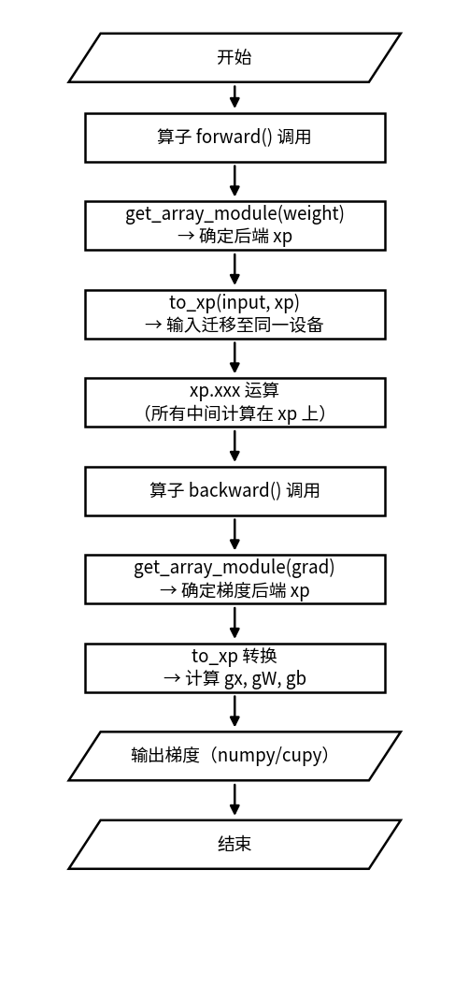 开始
算子 forward() 调用
get_array_module(weight)
→ 确定后端 xp
to_xp(input, xp)
→ 输入迁移至同一设备
xp.xxx 运算
（所有中间计算在 xp 上）
算子 backward() 调用
get_array_module(grad)
→ 确定梯度后端 xp
to_xp 转换
→ 计算 gx, gW, gb
输出梯度（numpy/cupy）
结束